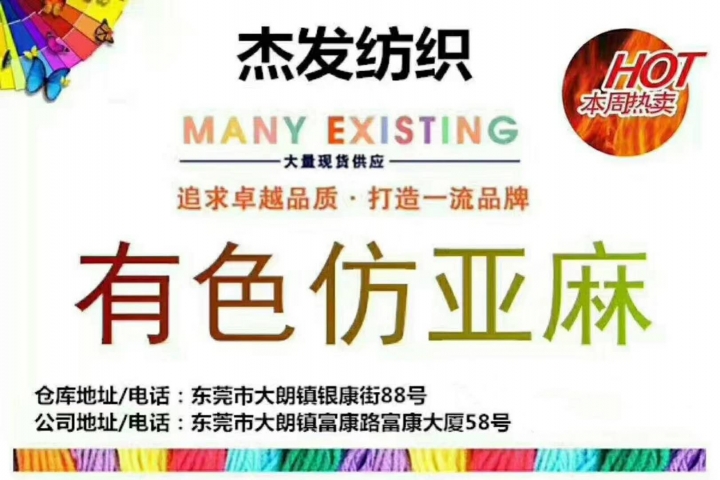 杰发纺织
HOT
本周热卖
MANY EXISTING
大量现货供应
追求卓越品质·打造一流品牌
有色仿亚麻
仓库地址/电话：东莞市大朗镇银康街88号
公司地址/电话：东莞市大朗镇富康路富康大厦58号